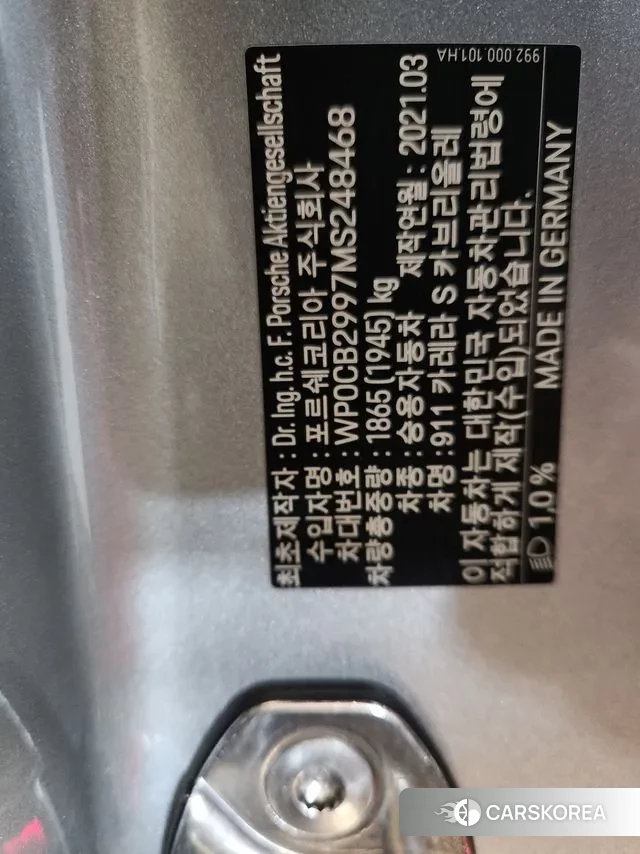 최초제작자 : Dr. Ing. h.c. F. Porsche Aktiengesellschaft
수입자명 : 포르쉐코리아 주식회사
차대번호 : WP0CB2997MS248468
차량총중량 : 1865 (1945) kg
차종 : 승용자동차 제작연월 : 2021.03
차명 : 911 카레라 S 카브리올레
이 자동차는 대한민국 자동차관리법령에
적합하게 제작(수입)되었습니다.
1,0 % MADE IN GERMANY
992.000.101.HA
CARSKOREA